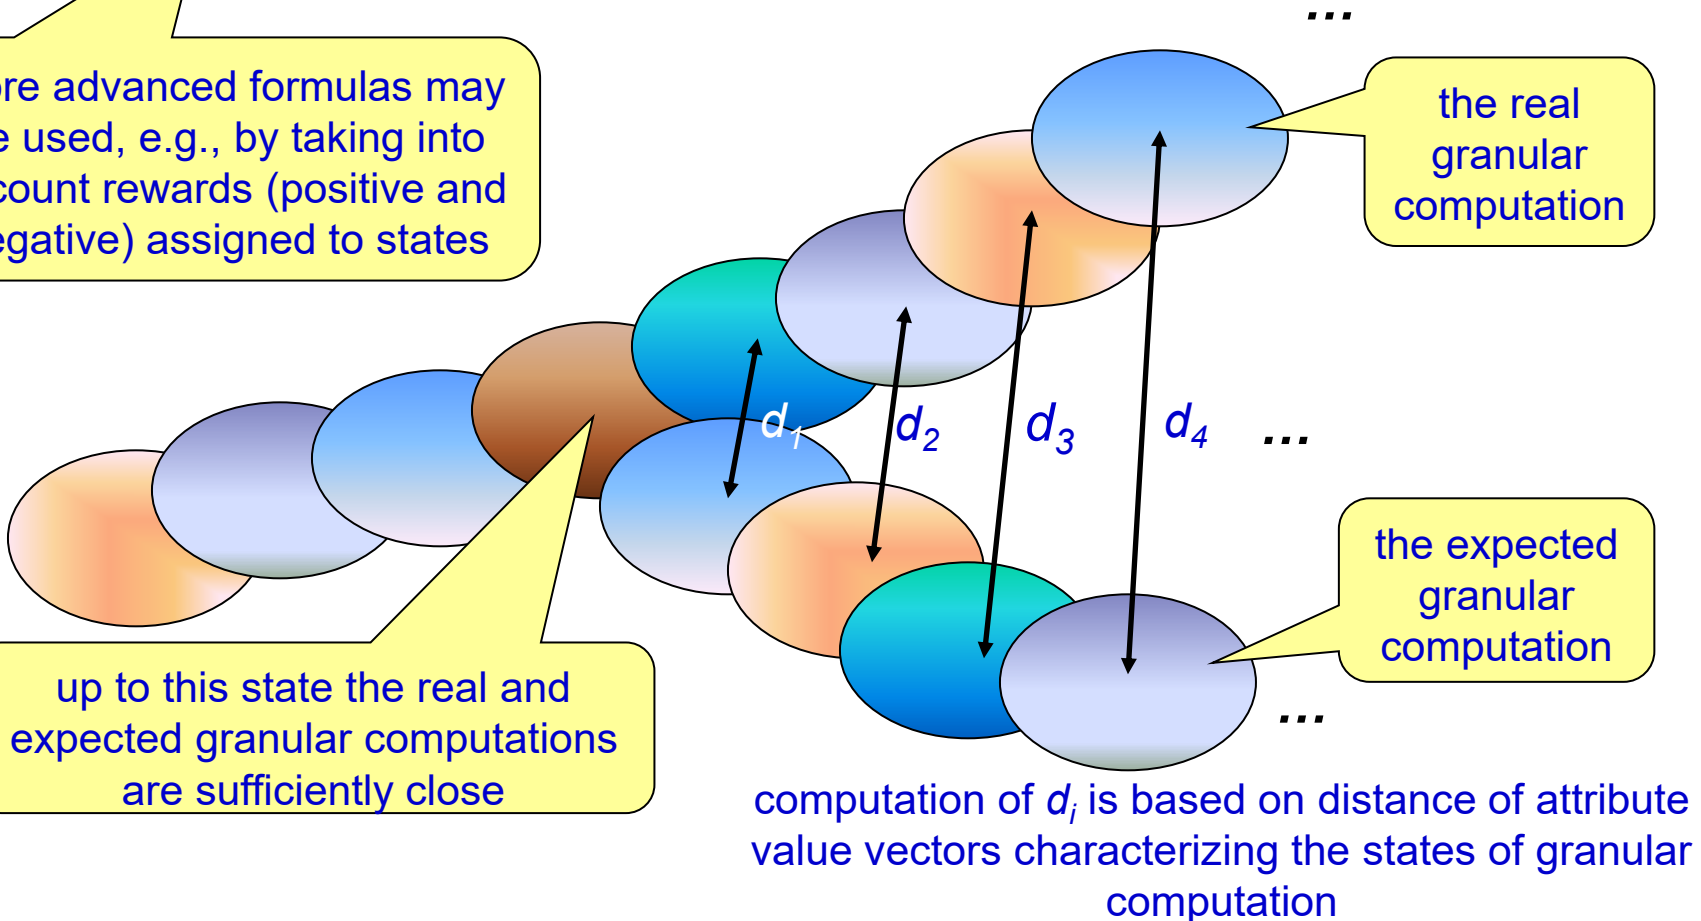 ...
ore advanced formulas may
e used, e.g., by taking into
count rewards (positive and
egative) assigned to states
the real
granular
computation
d1
d2
d3
d4
...
the expected
granular
computation
...
up to this state the real and
expected granular computations
are sufficiently close
computation of di is based on distance of attribute
value vectors characterizing the states of granular
computation